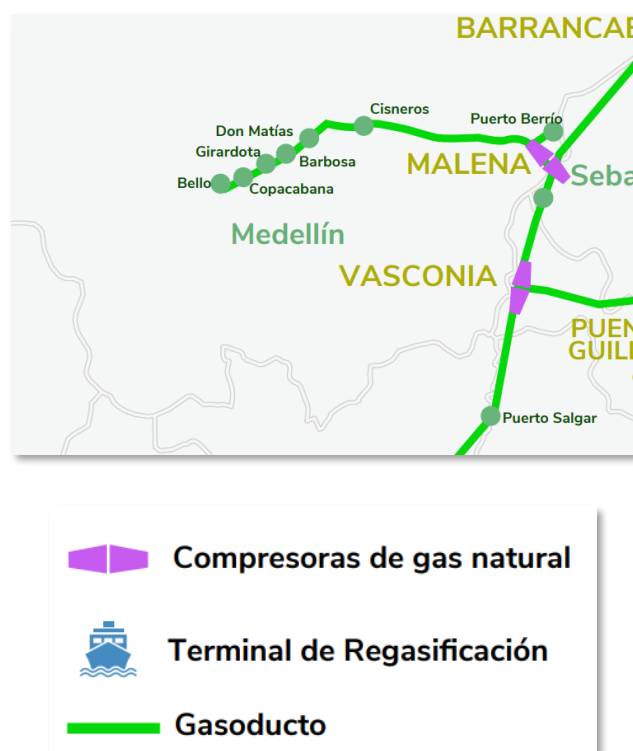 BARRANCAB
Cisneros
Puerto Berrío
Don Matías
Girardota
Barbosa
MALENA
Seba
Bello
Copacabana
Medellín
VASCONIA
PUEN
GUILL
Puerto Salgar
Compresoras de gas natural
Terminal de Regasificación
Gasoducto